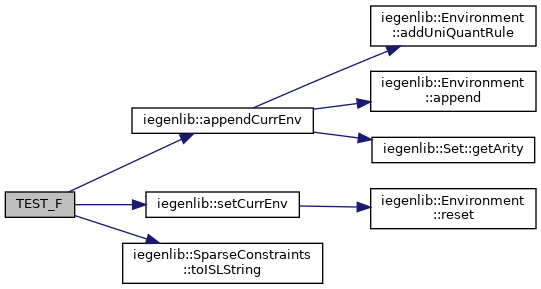 TEST_F
iegenlib::appendCurrEnv
iegenlib::Environment
::addUniQuantRule
iegenlib::Environment
::append
iegenlib::Set::getArity
iegenlib::setCurrEnv
iegenlib::Environment
::reset
iegenlib::SparseConstraints
::toISLString